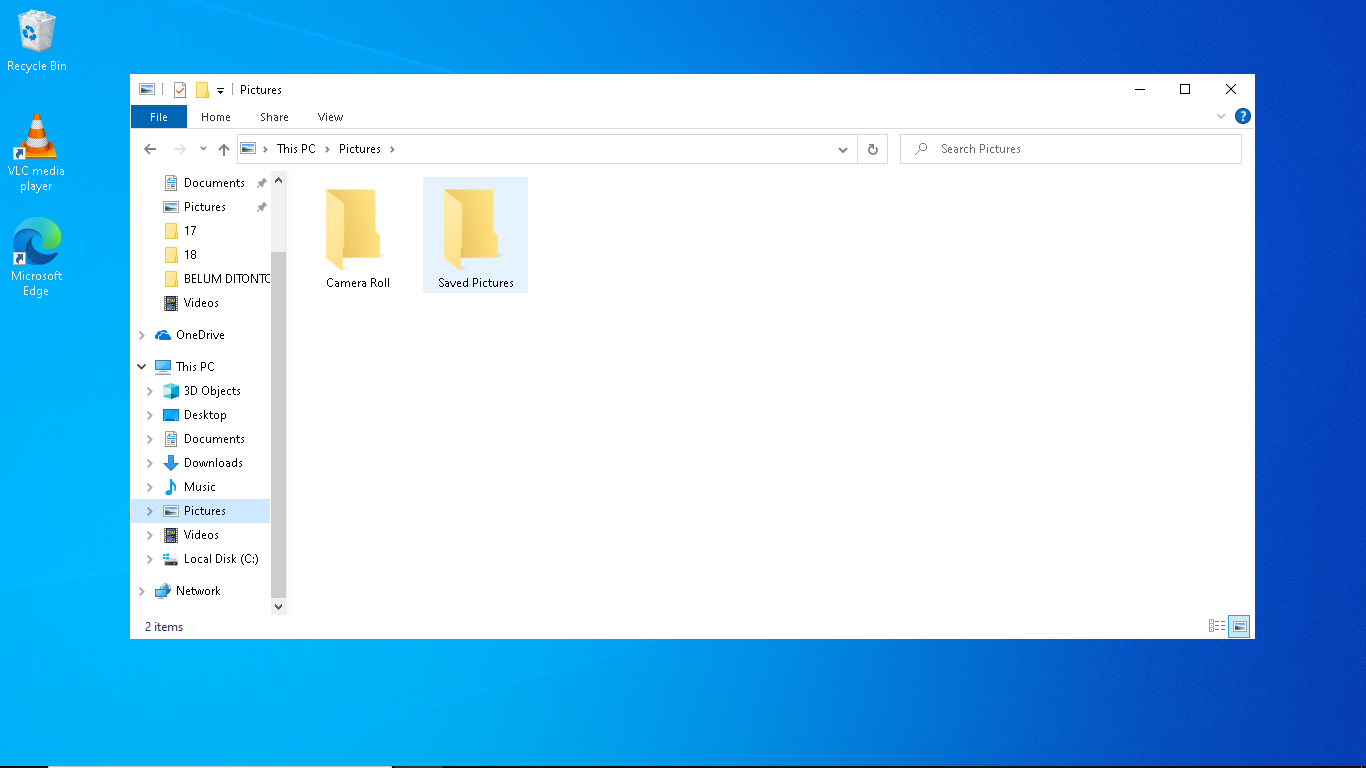 Recycle Bin
VLC media
player
Microsoft
Edge
Pictures
File
Home
Share
View
This PC
Pictures
Search Pictures
Documents
Pictures
17
18
BELUM DITONTO
Videos
OneDrive
This PC
3D Objects
Desktop
Documents
Downloads
Music
Pictures
Videos
Local Disk (C:)
Network
Camera Roll
Saved Pictures
2 items